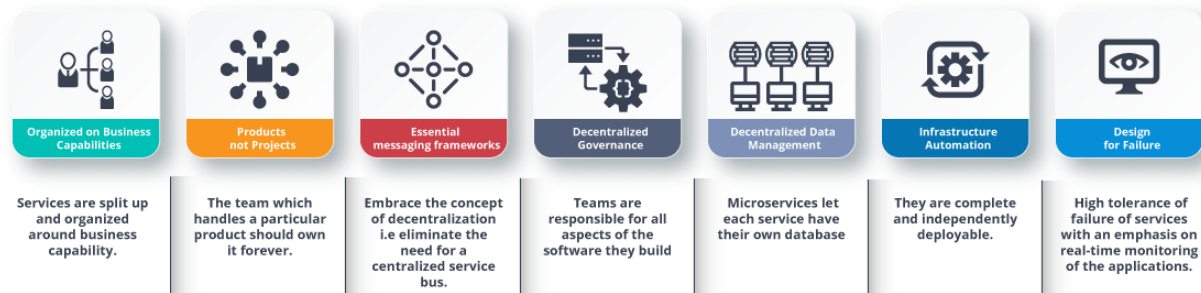 Organized on Business
Capabilities
Products
not Projects
Essential
messaging frameworks
Decentralized
Governance
Decentralized Data
Management
Infrastructure
Automation
Design
for Failure
Services are split up
and organized
around business
capability.
The team which
handles a particular
product should own
it forever.
Embrace the concept
of decentralization
i.e eliminate the
need for a
centralized service
bus.
Teams are
responsible for all
aspects of the
software they build
Microservices let
each service have
their own database
They are complete
and independently
deployable.
High tolerance of
failure of services
with an emphasis on
real-time monitoring
of the applications.